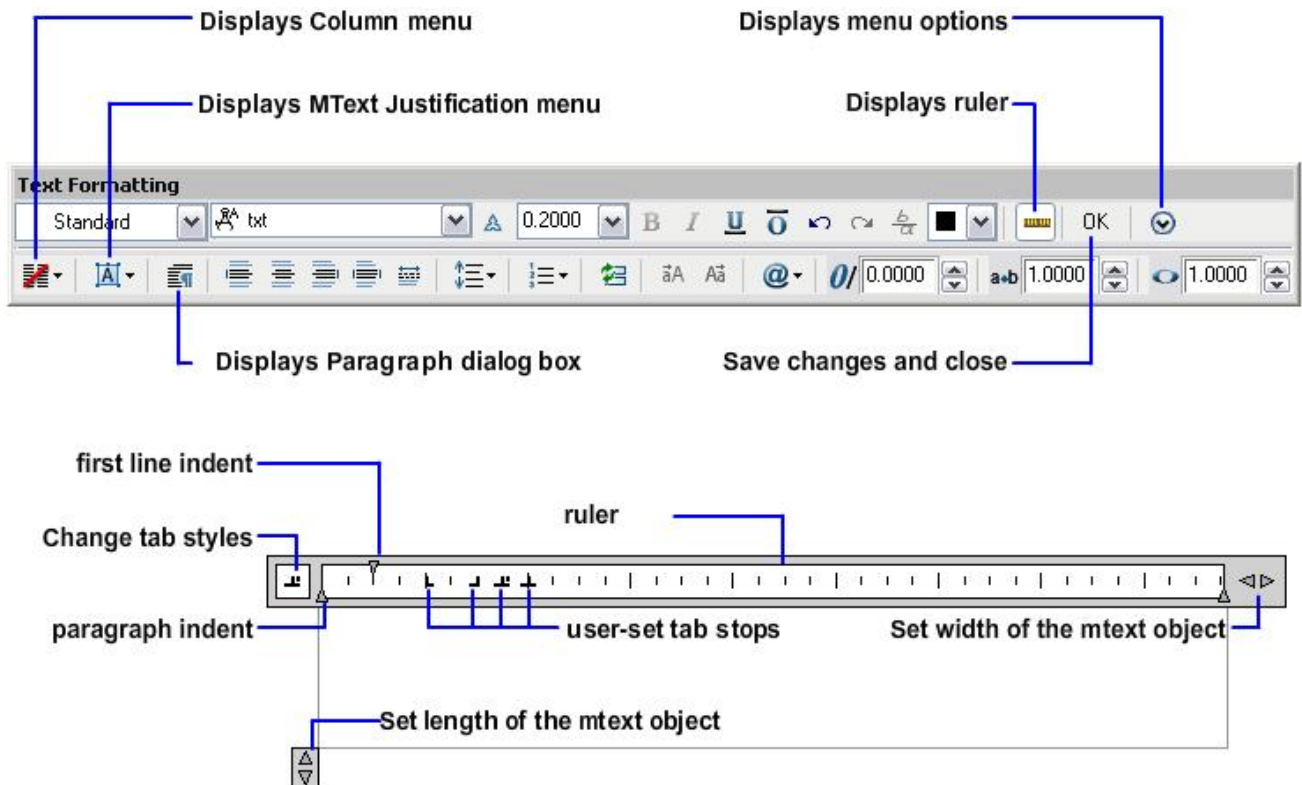 Displays Column menu
Displays menu options
Displays MText Justification menu
Displays ruler
Text Formatting
Standard txt 0.2000 B I U O b/a OK
A ¶ āA Aā @ 0/ 0.0000 a•b 1.0000 1.0000
Displays Paragraph dialog box
Save changes and close
first line indent
ruler
Change tab styles
paragraph indent
user-set tab stops
Set width of the mtext object
Set length of the mtext object